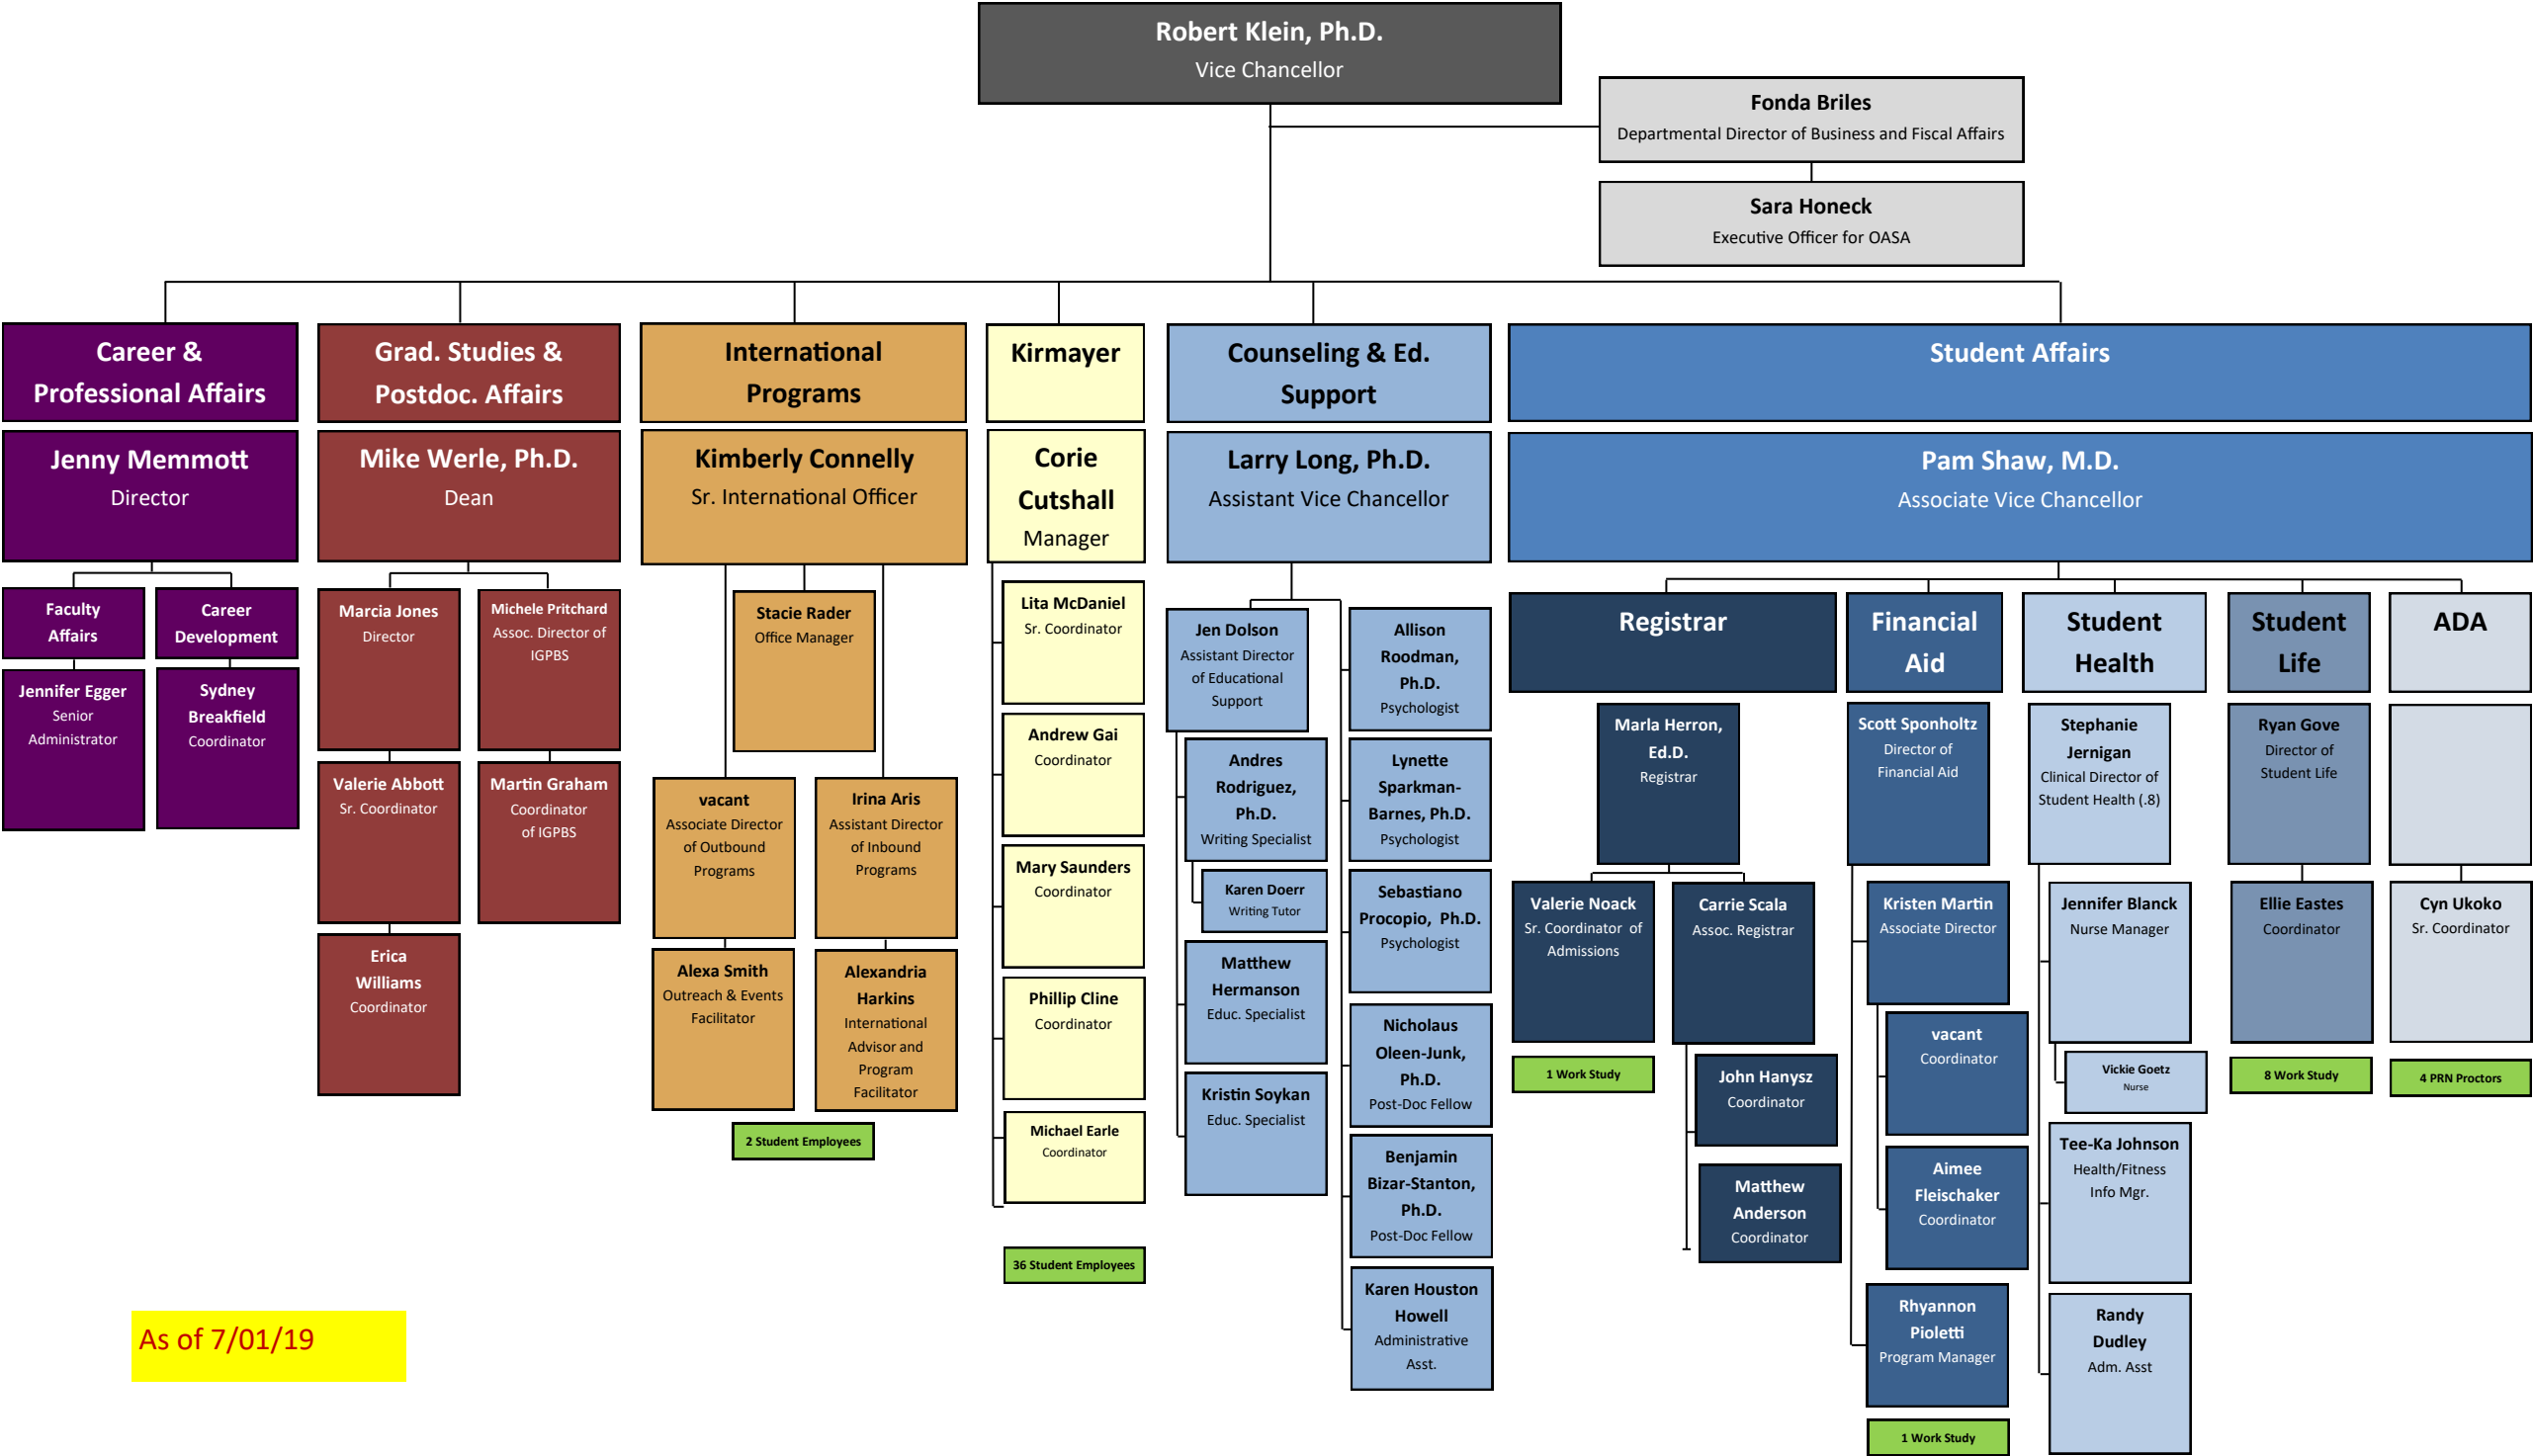 Robert Klein, Ph.D.
Vice Chancellor
Fonda Briles
Departmental Director of Business and Fiscal Affairs
Sara Honeck
Executive Officer for OASA
Career &
Professional Affairs
Jenny Memmott
Director
Faculty
Affairs
Jennifer Egger
Senior
Administrator
Career
Development
Sydney
Breakfield
Coordinator
Grad. Studies &
Postdoc. Affairs
Mike Werle, Ph.D.
Dean
Marcia Jones
Director
Valerie Abbott
Sr. Coordinator
Erica
Williams
Coordinator
Michele Pritchard
Assoc. Director of
IGPBS
Martin Graham
Coordinator
of IGPBS
International
Programs
Kimberly Connelly
Sr. International Officer
Stacie Rader
Office Manager
vacant
Associate Director
of Outbound
Programs
Alexa Smith
Outreach & Events
Facilitator
Irina Aris
Assistant Director
of Inbound
Programs
Alexandria
Harkins
International
Advisor and
Program
Facilitator
2 Student Employees
Kirmayer
Corie
Cutshall
Manager
Lita McDaniel
Sr. Coordinator
Andrew Gai
Coordinator
Mary Saunders
Coordinator
Phillip Cline
Coordinator
Michael Earle
Coordinator
36 Student Employees
Counseling & Ed.
Support
Larry Long, Ph.D.
Assistant Vice Chancellor
Jen Dolson
Assistant Director
of Educational
Support
Andres
Rodriguez,
Ph.D.
Writing Specialist
Karen Doerr
Writing Tutor
Matthew
Hermanson
Educ. Specialist
Kristin Soykan
Educ. Specialist
Allison
Roodman,
Ph.D.
Psychologist
Lynette
Sparkman-
Barnes, Ph.D.
Psychologist
Sebastiano
Procopio, Ph.D.
Psychologist
Nicholaus
Oleen-Junk,
Ph.D.
Post-Doc Fellow
Benjamin
Bizar-Stanton,
Ph.D.
Post-Doc Fellow
Karen Houston
Howell
Administrative
Asst.
Student Affairs
Pam Shaw, M.D.
Associate Vice Chancellor
Registrar
Marla Herron,
Ed.D.
Registrar
Valerie Noack
Sr. Coordinator of
Admissions
1 Work Study
Carrie Scala
Assoc. Registrar
John Hanysz
Coordinator
Matthew
Anderson
Coordinator
Financial
Aid
Scott Sponholtz
Director of
Financial Aid
Kristen Martin
Associate Director
vacant
Coordinator
Aimee
Fleischaker
Coordinator
Rhyannon
Pioletti
Program Manager
1 Work Study
Student
Health
Stephanie
Jernigan
Clinical Director of
Student Health (.8)
Jennifer Blanck
Nurse Manager
Vickie Goetz
Nurse
Tee-Ka Johnson
Health/Fitness
Info Mgr.
Randy
Dudley
Adm. Asst
Student
Life
Ryan Gove
Director of
Student Life
Ellie Eastes
Coordinator
8 Work Study
ADA
Cyn Ukoko
Sr. Coordinator
4 PRN Proctors
As of 7/01/19